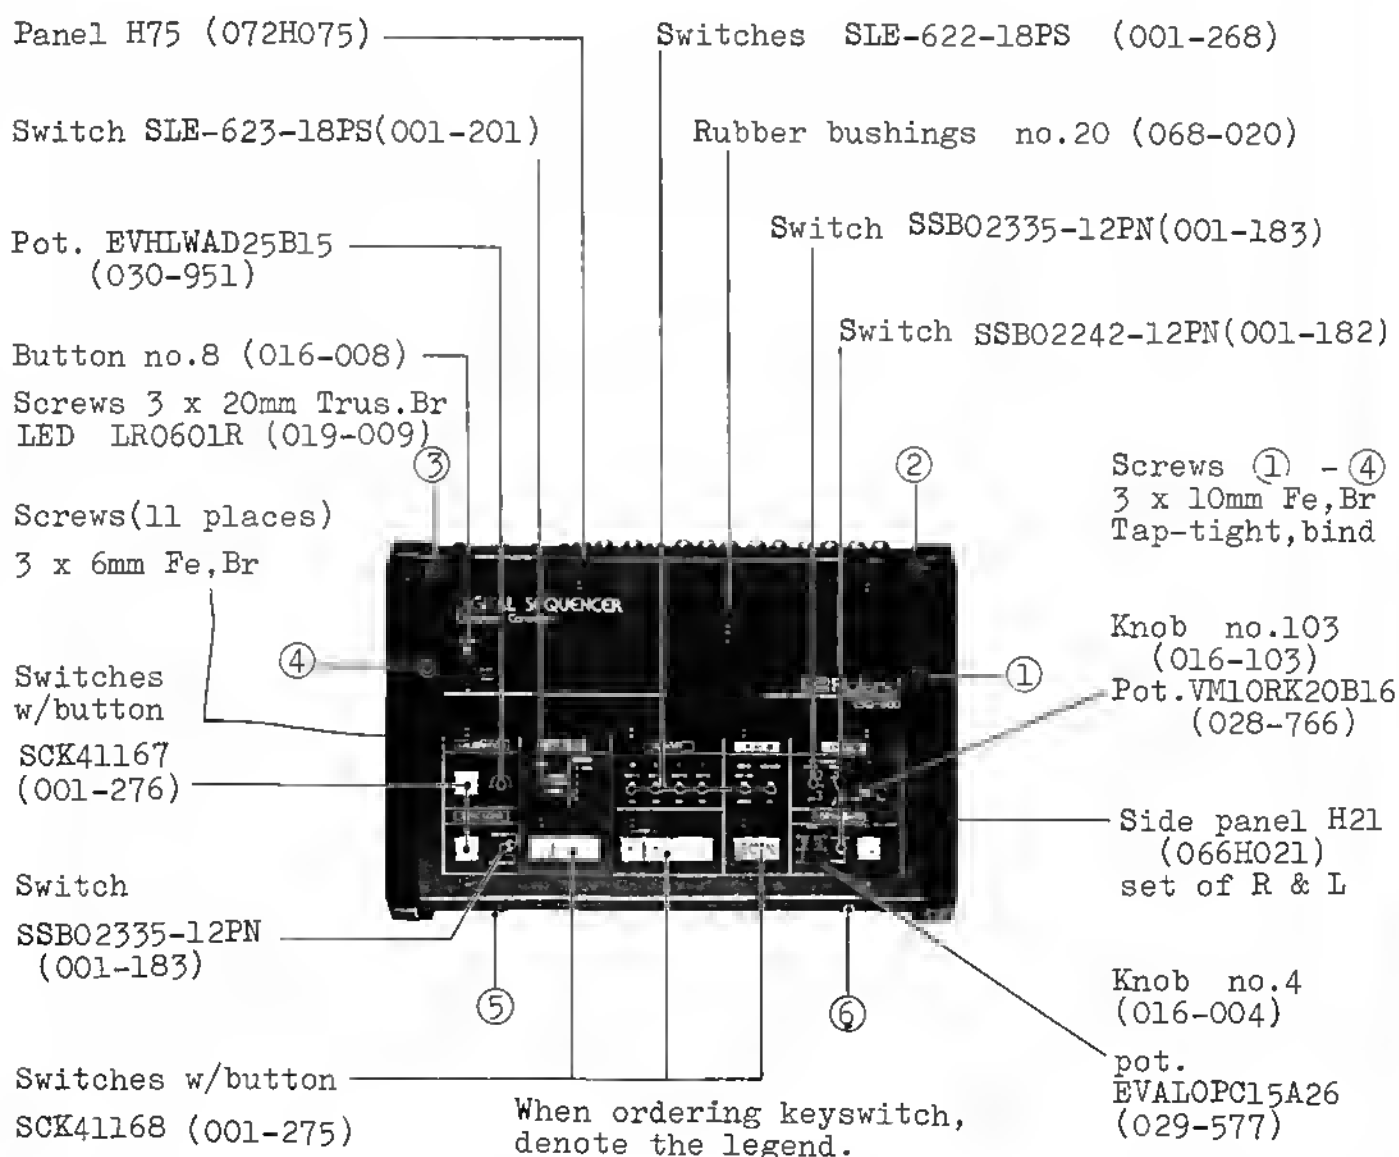 Panel H75 (072H075)
Switches SLE-622-18PS (001-268)
Switch SLE-623-18PS(001-201)
Rubber bushings no.20 (068-020)
Pot. EVHLWAD25B15
(030-951)
Switch SSB02335-12PN(001-183)
Button no.8 (016-008)
Switch SSB02242-12PN(001-182)
Screws 3 x 20mm Trus.Br
LED LR0601R (019-009)
③
②
Screws ① - ④
3 x 10mm Fe,Br
Tap-tight,bind
Screws(11 places)
3 x 6mm Fe,Br
SEQUENCER
④
①
Knob no.103
(016-103)
Pot.VM10RK20B16
(028-766)
Switches
w/button
SCK41167
(001-276)
Side panel H21
(066H021)
set of R & L
Switch
SSB02335-12PN
(001-183)
⑤
⑥
Knob no.4
(016-004)
pot.
EVALOPC15A26
(029-577)
Switches w/button
SCK41168 (001-275)
When ordering keyswitch,
denote the legend.